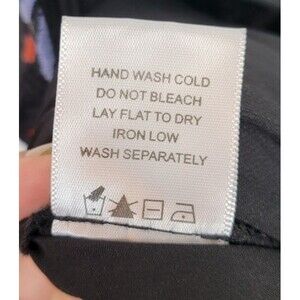 HAND WASH COLD
DO NOT BLEACH
LAY FLAT TO DRY
IRON LOW
WASH SEPARATELY